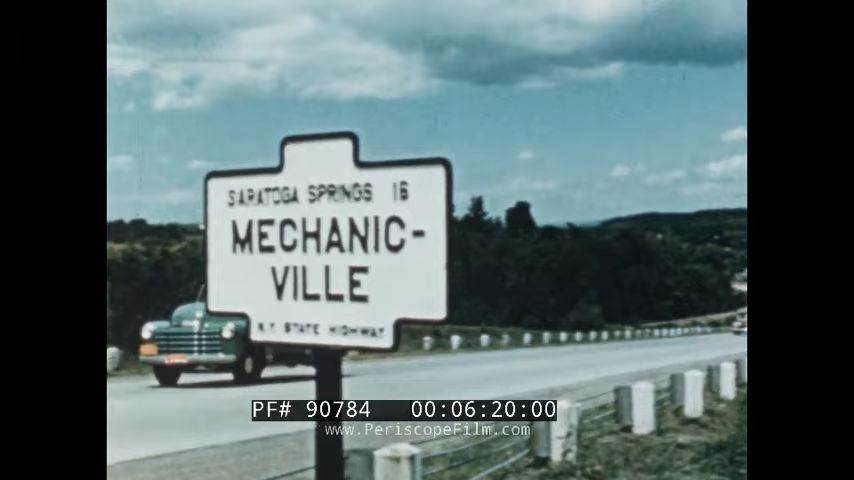 SARATOGA SPRINGS 16
MECHANIC-
VILLE
N.Y. STATE HIGHWAY
PF# 90784 00:06:20:00
www.PeriscopeFilm.com